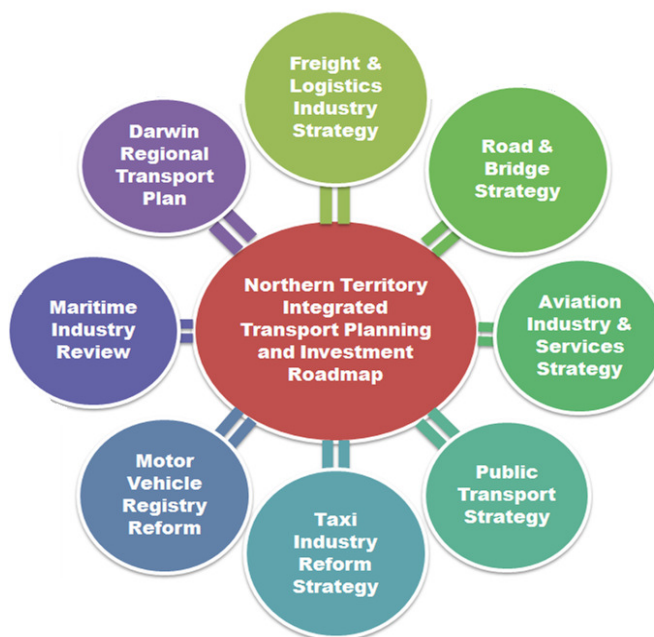 Freight &
Logistics
Industry
Strategy
Road &
Bridge
Strategy
Aviation
Industry &
Services
Strategy
Public
Transport
Strategy
Taxi
Industry
Reform
Strategy
Motor
Vehicle
Registry
Reform
Maritime
Industry
Review
Darwin
Regional
Transport
Plan
Northern Territory
Integrated
Transport Planning
and Investment
Roadmap